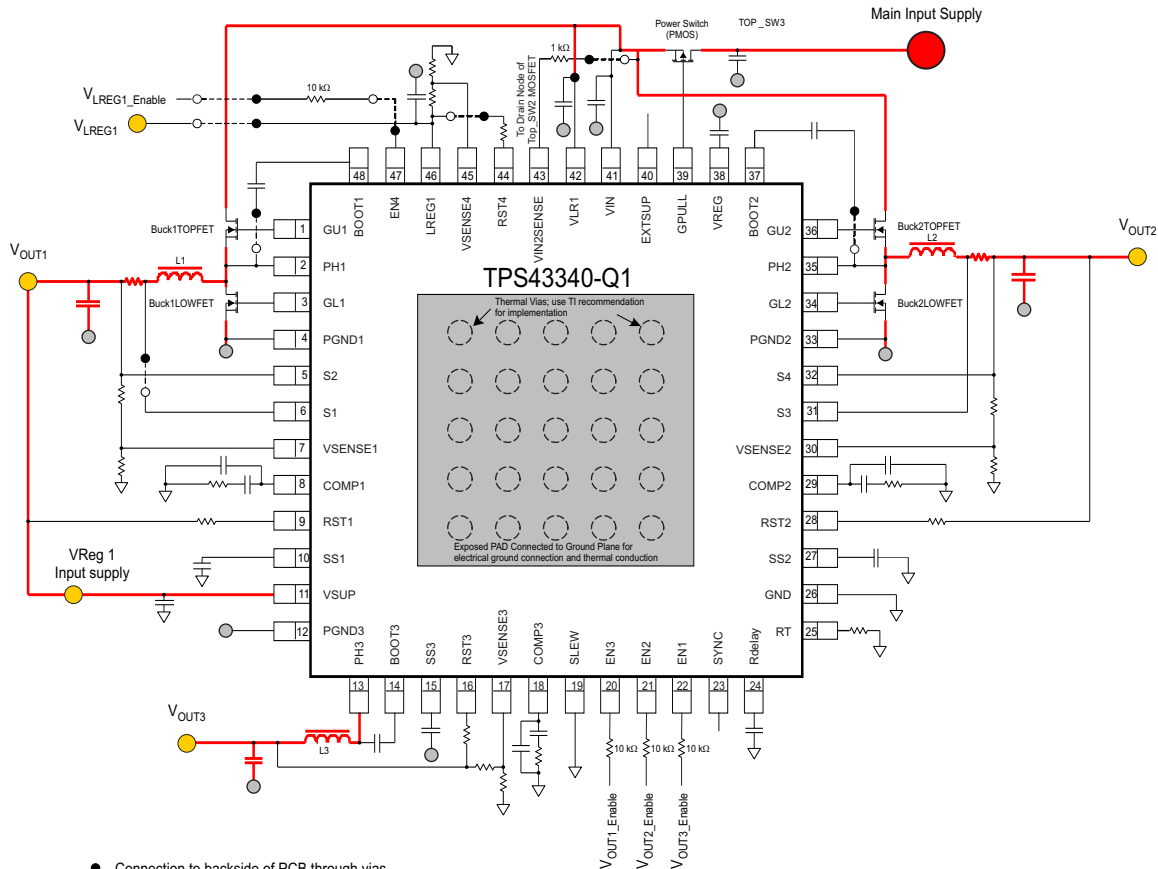 Main Input Supply
Power Switch
(PMOS)
TOP_SW3
1 kΩ
To Drain Node of
Top_SW2 MOSFET
VLREG1_Enable
10 kΩ
VLREG1
48
47
46
45
44
43
42
41
40
39
38
37
BOOT1
EN4
LREG1
VSENSE4
RST4
VIN2SENSE
VLR1
VIN
EXTSUP
GPULL
VREG
BOOT2
Buck1TOPFET
1
GU1
GU2
36
Buck2TOPFET
VOUT1
L1
2
PH1
PH2
35
L2
VOUT2
TPS43340-Q1
Buck1LOWFET
3
GL1
GL2
34
Buck2LOWFET
Thermal Vias; use TI recommendation
for implementation
4
PGND1
PGND2
33
5
S2
S4
32
6
S1
S3
31
7
VSENSE1
VSENSE2
30
8
COMP1
COMP2
29
9
RST1
RST2
28
Exposed PAD Connected to Ground Plane for
electrical ground connection and thermal conduction
VReg 1
Input supply
10
SS1
SS2
27
11
VSUP
GND
26
12
PGND3
RT
25
PH3
BOOT3
SS3
RST3
VSENSE3
COMP3
SLEW
EN3
EN2
EN1
SYNC
Rdelay
13
14
15
16
17
18
19
20
21
22
23
24
VOUT3
L3
10 kΩ
10 kΩ
10 kΩ
VOUT1_Enable
VOUT2_Enable
VOUT3_Enable
Connection to backside of PCB through vias